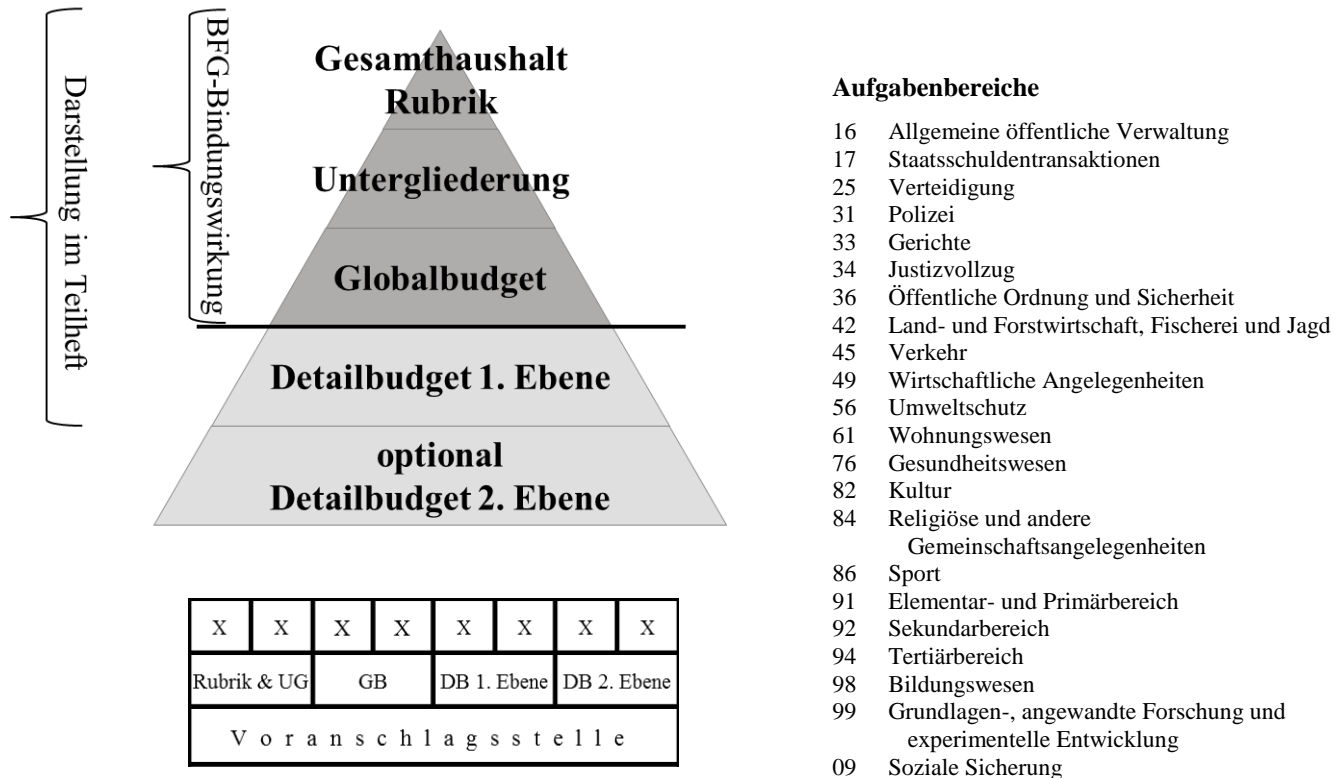 Darstellung im Teilheft
BFG-Bindungswirkung
Gesamthaushalt
Rubrik
Untergliederung
Globalbudget
Detailbudget 1. Ebene
optional
Detailbudget 2. Ebene
X X X X X X X X
Rubrik & UG GB DB 1. Ebene DB 2. Ebene
Voranschlagsstelle
Aufgabenbereiche
16 Allgemeine öffentliche Verwaltung
17 Staatsschuldentransaktionen
25 Verteidigung
31 Polizei
33 Gerichte
34 Justizvollzug
36 Öffentliche Ordnung und Sicherheit
42 Land- und Forstwirtschaft, Fischerei und Jagd
45 Verkehr
49 Wirtschaftliche Angelegenheiten
56 Umweltschutz
61 Wohnungswesen
76 Gesundheitswesen
82 Kultur
84 Religiöse und andere
Gemeinschaftsangelegenheiten
86 Sport
91 Elementar- und Primärbereich
92 Sekundarbereich
94 Tertiärbereich
98 Bildungswesen
99 Grundlagen-, angewandte Forschung und
experimentelle Entwicklung
09 Soziale Sicherung